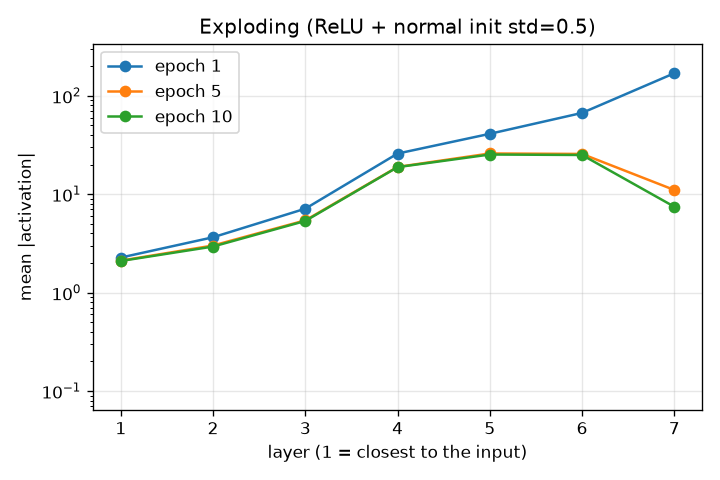 Exploding (ReLU + normal init std=0.5)
epoch 1
epoch 5
epoch 10
mean |activation|
10²
10¹
10⁰
10⁻¹
1 2 3 4 5 6 7
layer (1 = closest to the input)